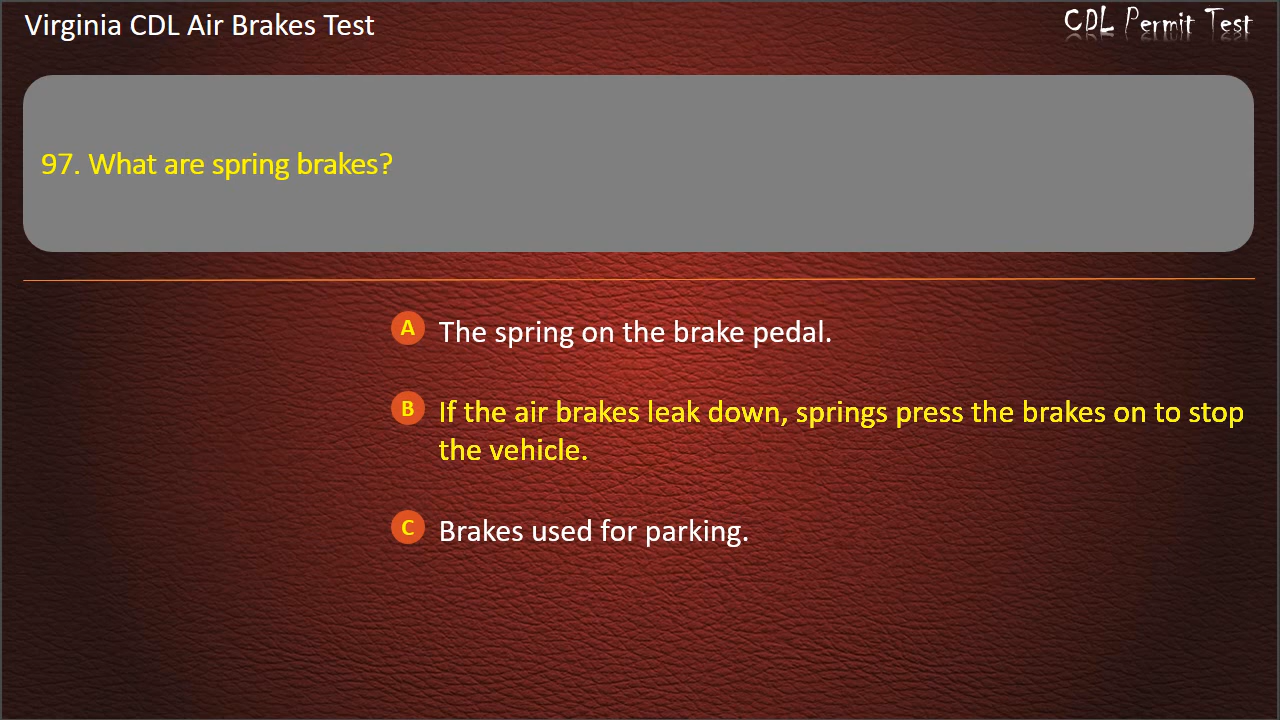 Virginia CDL Air Brakes Test
CDL Permit Test
97. What are spring brakes?
A The spring on the brake pedal.
B If the air brakes leak down, springs press the brakes on to stop
the vehicle.
C Brakes used for parking.